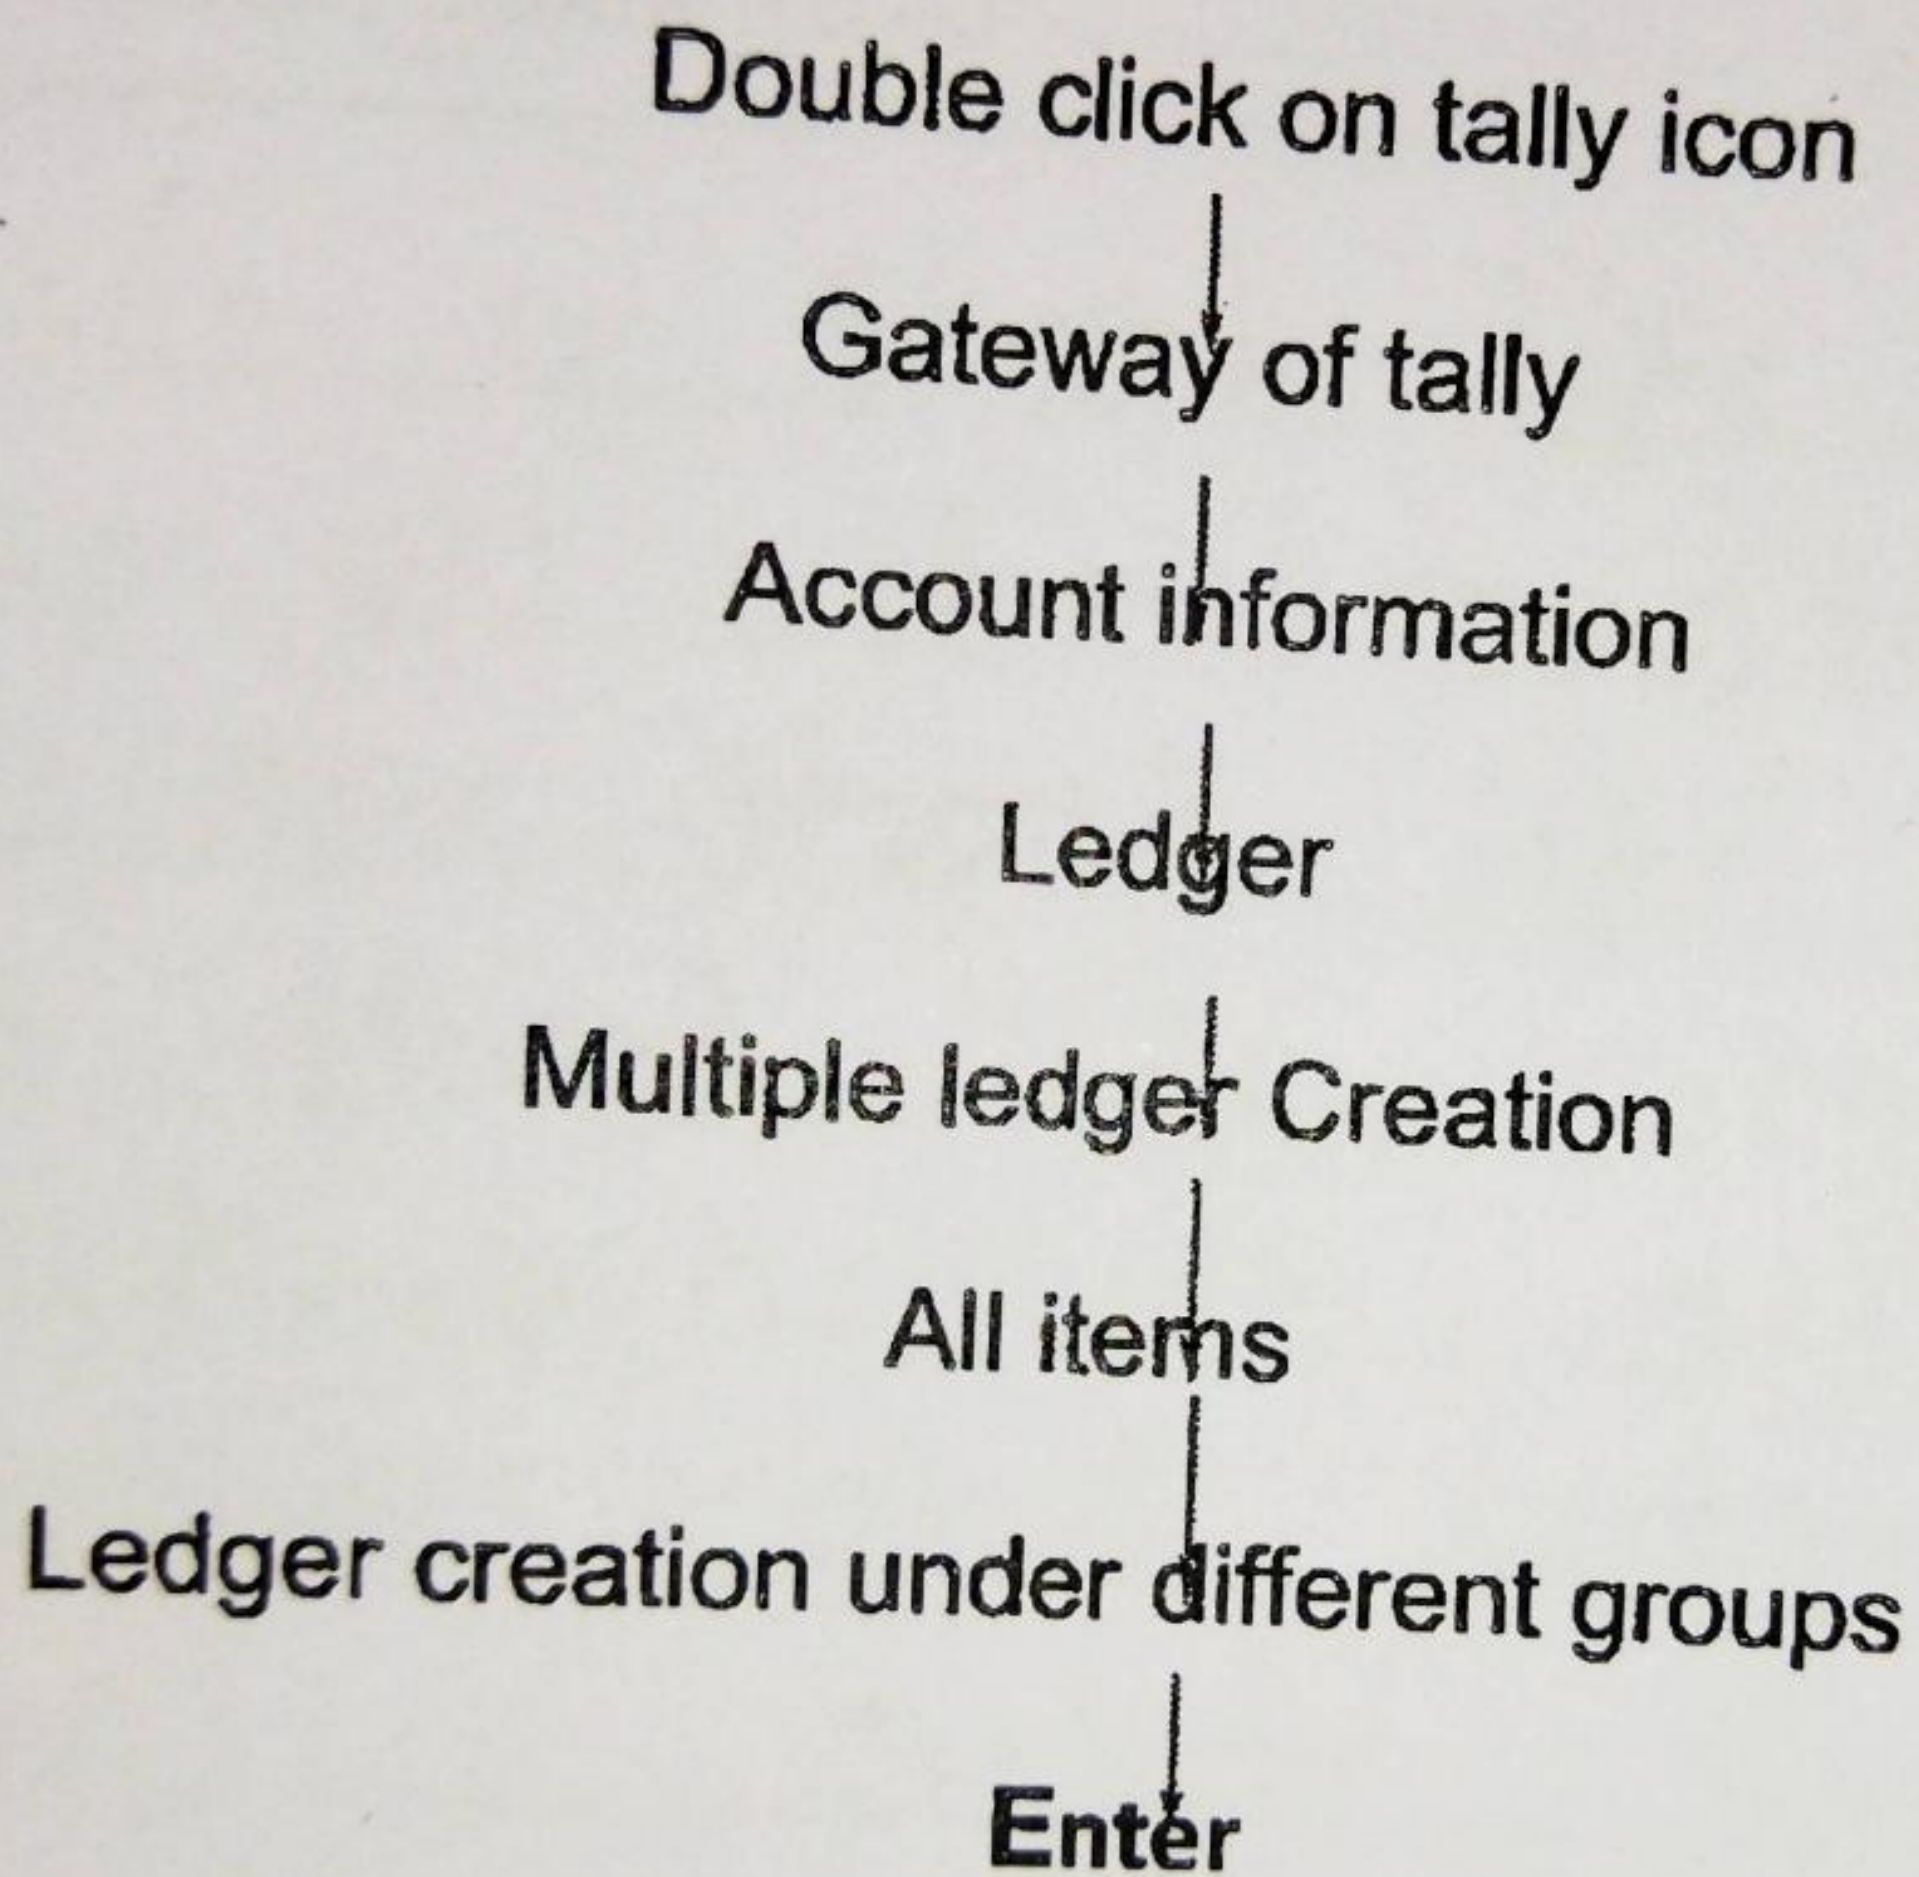 Double click on tally icon
Gateway of tally
Account information
Ledger
Multiple ledger Creation
All items
Ledger creation under different groups
Enter